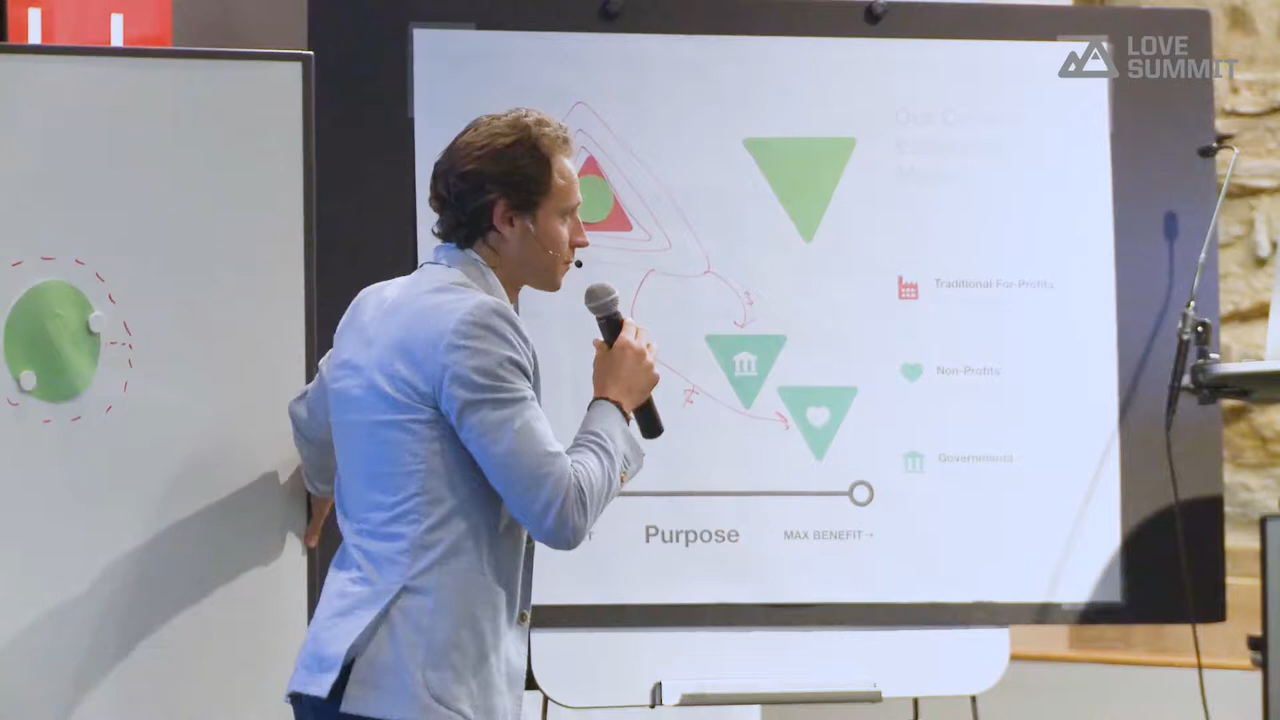 LOVE
SUMMIT
Traditional For-Profits
Non-Profits
Governments
Purpose
MAX BENEFIT→